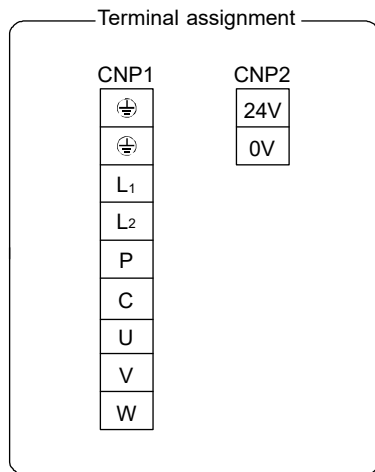 Terminal assignment
CNP1
L1
L2
P
C
U
V
W
CNP2
24V
0V